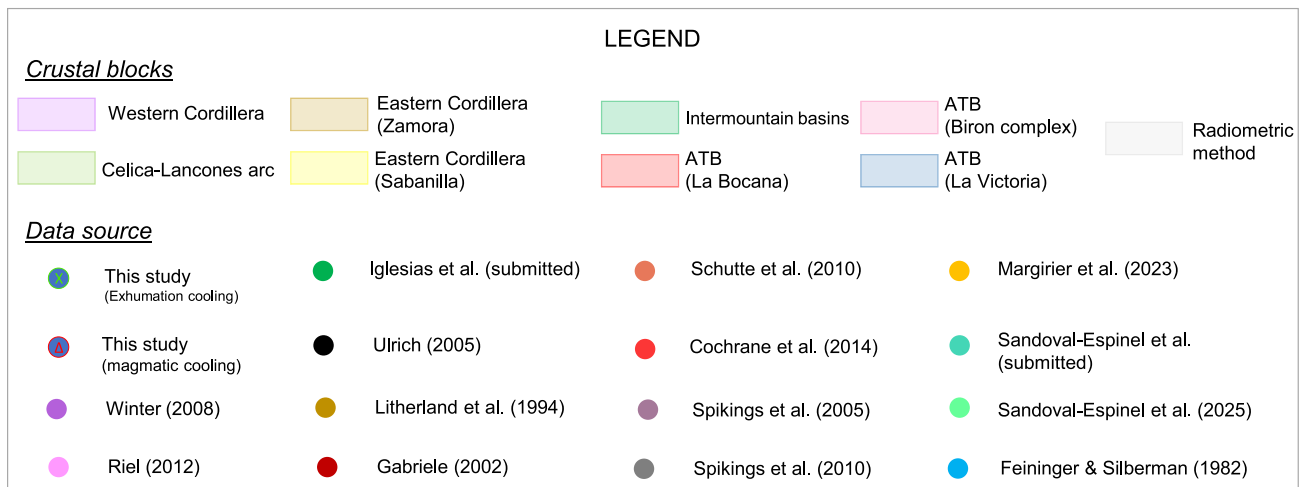 LEGEND
Crustal blocks
Western Cordillera
Eastern Cordillera
(Zamora)
Intermountain basins
ATB
(Biron complex)
Radiometric
method
Celica-Lancones arc
Eastern Cordillera
(Sabanilla)
ATB
(La Bocana)
ATB
(La Victoria)
Data source
X
This study
(Exhumation cooling)
Iglesias et al. (submitted)
Schutte et al. (2010)
Margirier et al. (2023)
Δ
This study
(magmatic cooling)
Ulrich (2005)
Cochrane et al. (2014)
Sandoval-Espinel et al.
(submitted)
Winter (2008)
Litherland et al. (1994)
Spikings et al. (2005)
Sandoval-Espinel et al. (2025)
Riel (2012)
Gabriele (2002)
Spikings et al. (2010)
Feininger & Silberman (1982)